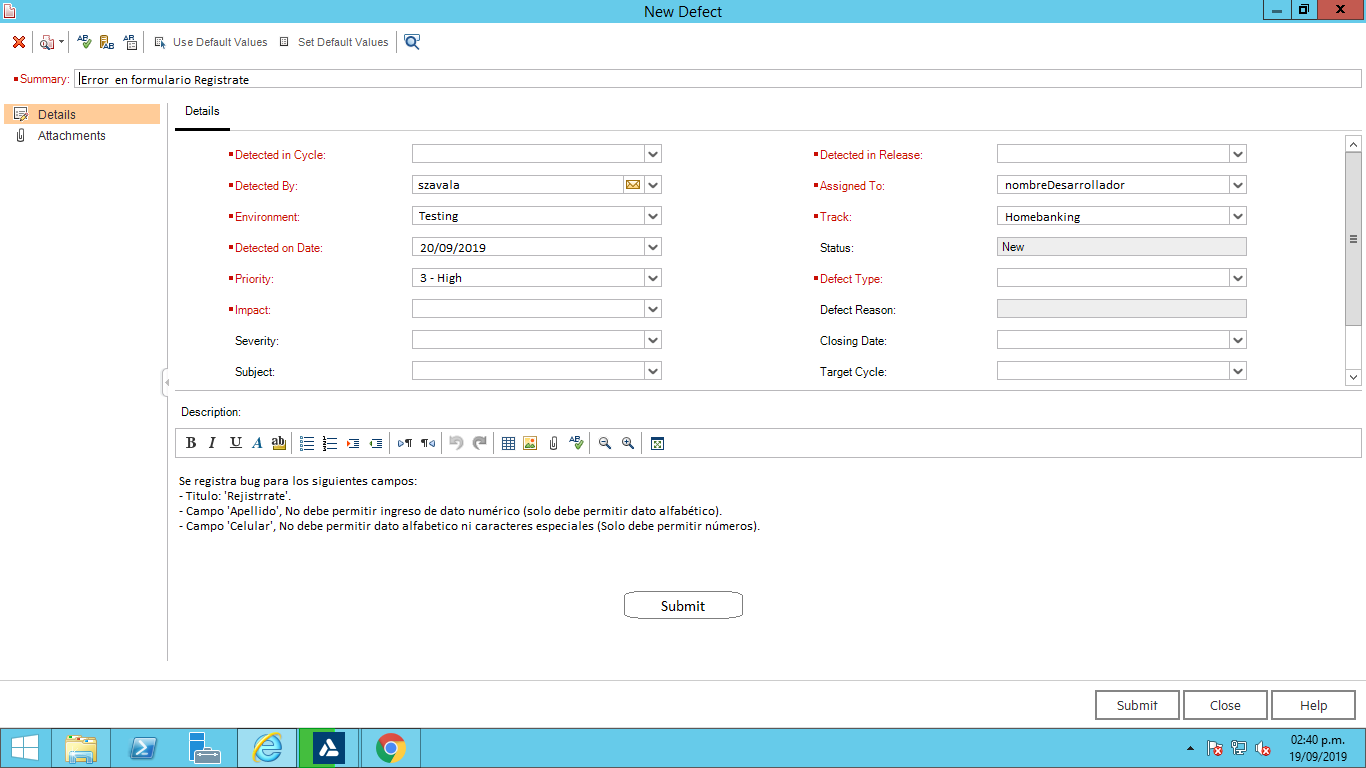 New Defect
Use Default Values
Set Default Values
Summary: Error en formulario Registrate
Details
Attachments
Details
Detected in Cycle:
Detected in Release:
Detected By: szavala
Assigned To: nombreDesarrollador
Environment: Testing
Track: Homebanking
Detected on Date: 20/09/2019
Status: New
Priority: 3 - High
Defect Type:
Impact:
Defect Reason:
Severity:
Closing Date:
Subject:
Target Cycle:
Description:
B I U A ab
Se registra bug para los siguientes campos:
- Titulo: 'Rejistrrate'.
- Campo 'Apellido', No debe permitir ingreso de dato numérico (solo debe permitir dato alfabético).
- Campo 'Celular', No debe permitir dato alfabetico ni caracteres especiales (Solo debe permitir números).
Submit
Submit Close Help
02:40 p.m.
19/09/2019